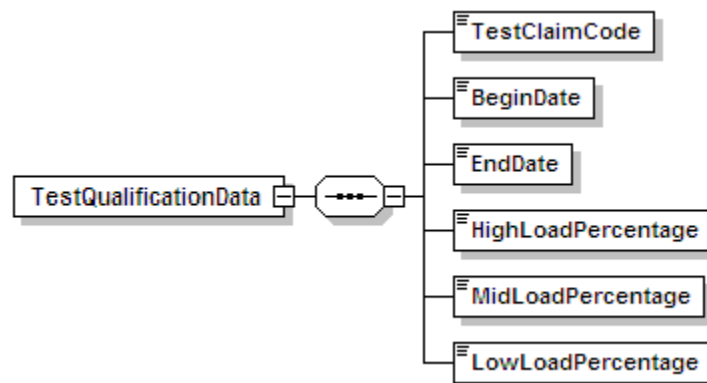 TestClaimCode
BeginDate
EndDate
TestQualificationData
HighLoadPercentage
MidLoadPercentage
LowLoadPercentage